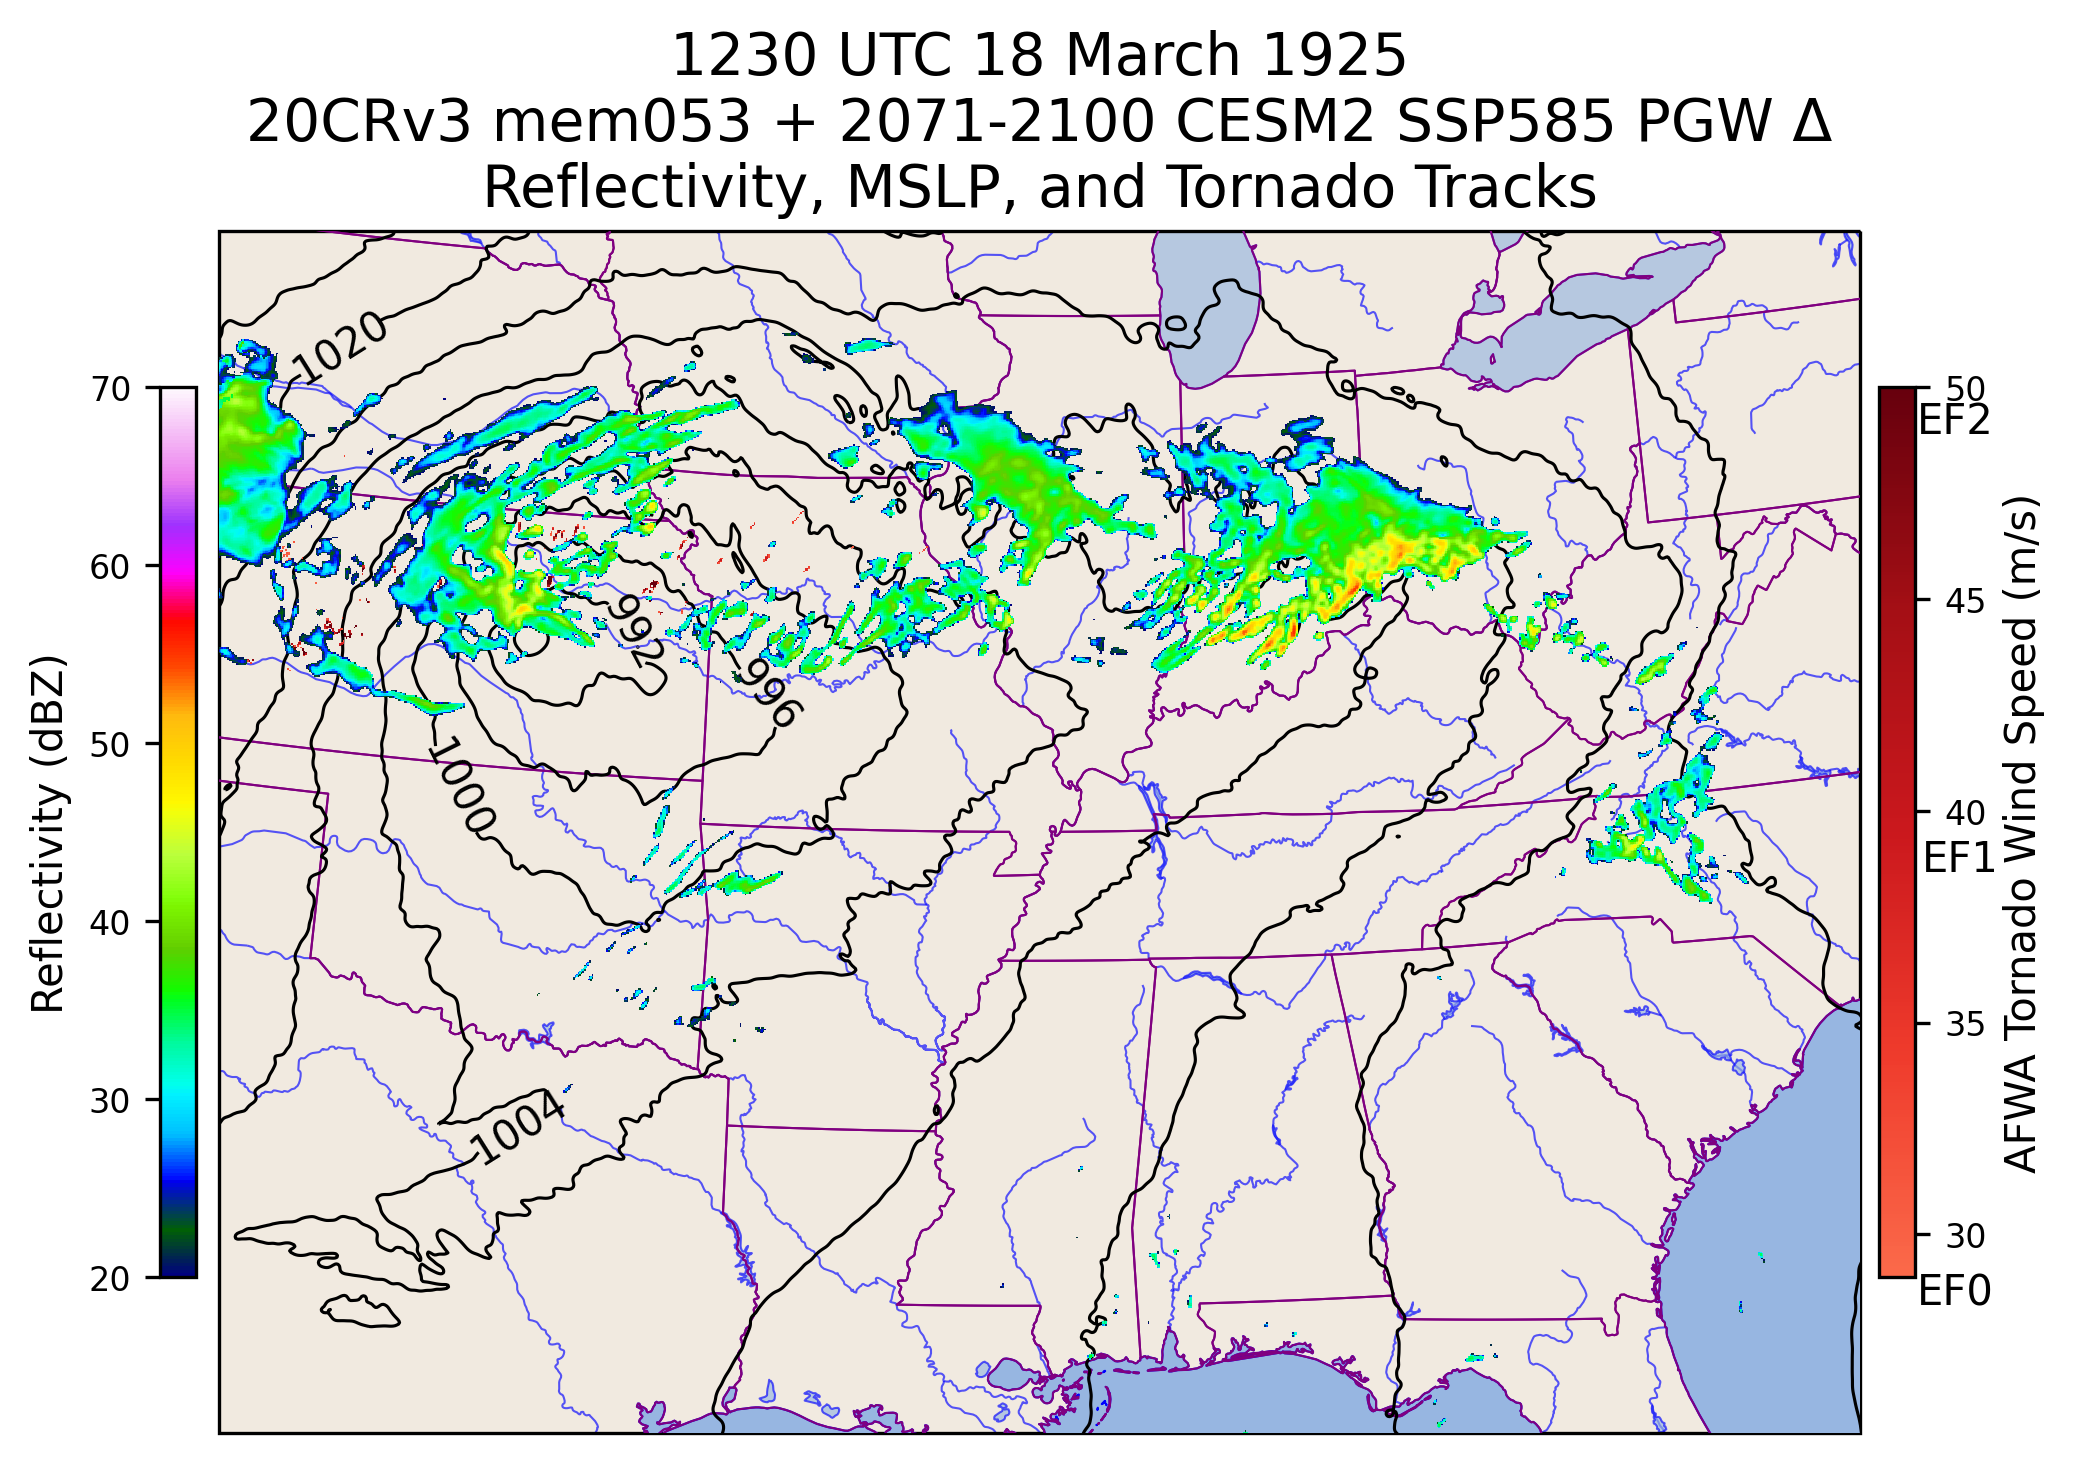 1230 UTC 18 March 1925
20CRv3 mem053 + 2071-2100 CESM2 SSP585 PGW Δ
Reflectivity, MSLP, and Tornado Tracks
Reflectivity (dBZ)
70
60
50
40
30
20
1020
992
996
1000
1004
50
EF2
45
40
EF1
35
30
EF0
AFWA Tornado Wind Speed (m/s)